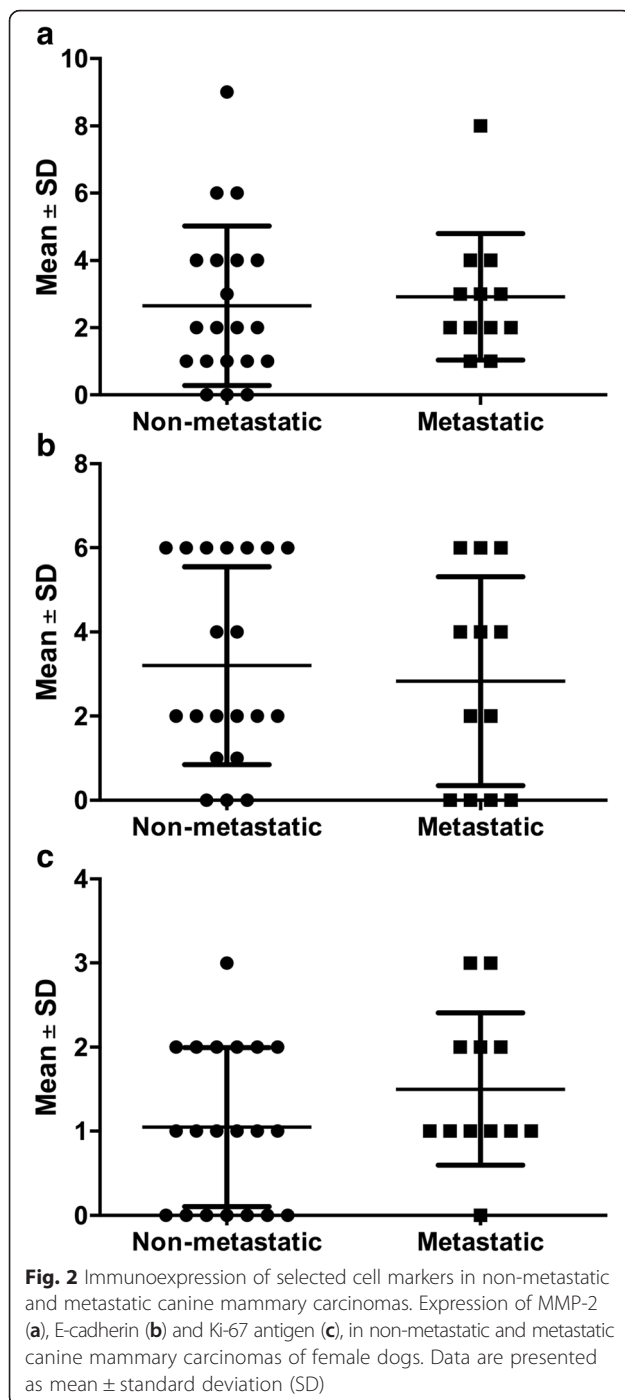 a
10
8
6
4
2
0
Mean ± SD
Non-metastatic Metastatic
b
8
6
4
2
0
Mean ± SD
Non-metastatic Metastatic
c
4
3
2
1
0
Mean ± SD
Non-metastatic Metastatic
Fig. 2 Immunoexpression of selected cell markers in non-metastatic
and metastatic canine mammary carcinomas. Expression of MMP-2
(a), E-cadherin (b) and Ki-67 antigen (c), in non-metastatic and metastatic
canine mammary carcinomas of female dogs. Data are presented
as mean ± standard deviation (SD)